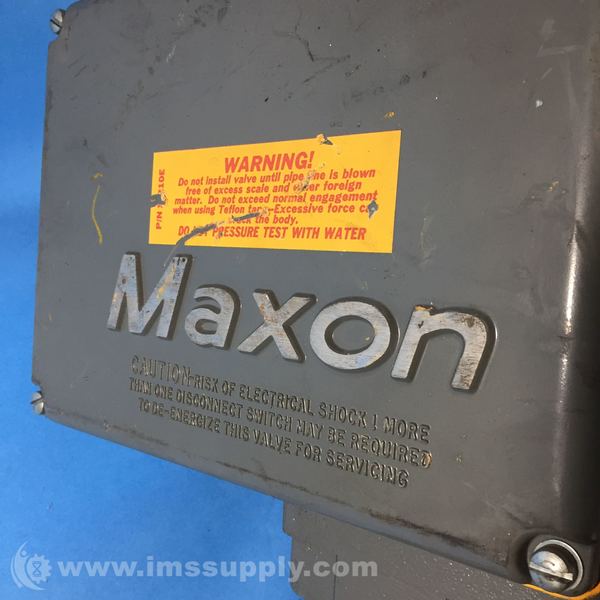 WARNING!
Do not install valve until pipe line is blown
free of excess scale and other foreign
matter. Do not exceed normal engagement
when using Teflon tape-Excessive force can
crack the body.
DO NOT PRESSURE TEST WITH WATER
P/N
Maxon
CAUTION-RISK OF ELECTRICAL SHOCK ! MORE
THAN ONE DISCONNECT SWITCH MAY BE REQUIRED
TO DE-ENERGIZE THIS VALVE FOR SERVICING
www.imssupply.com